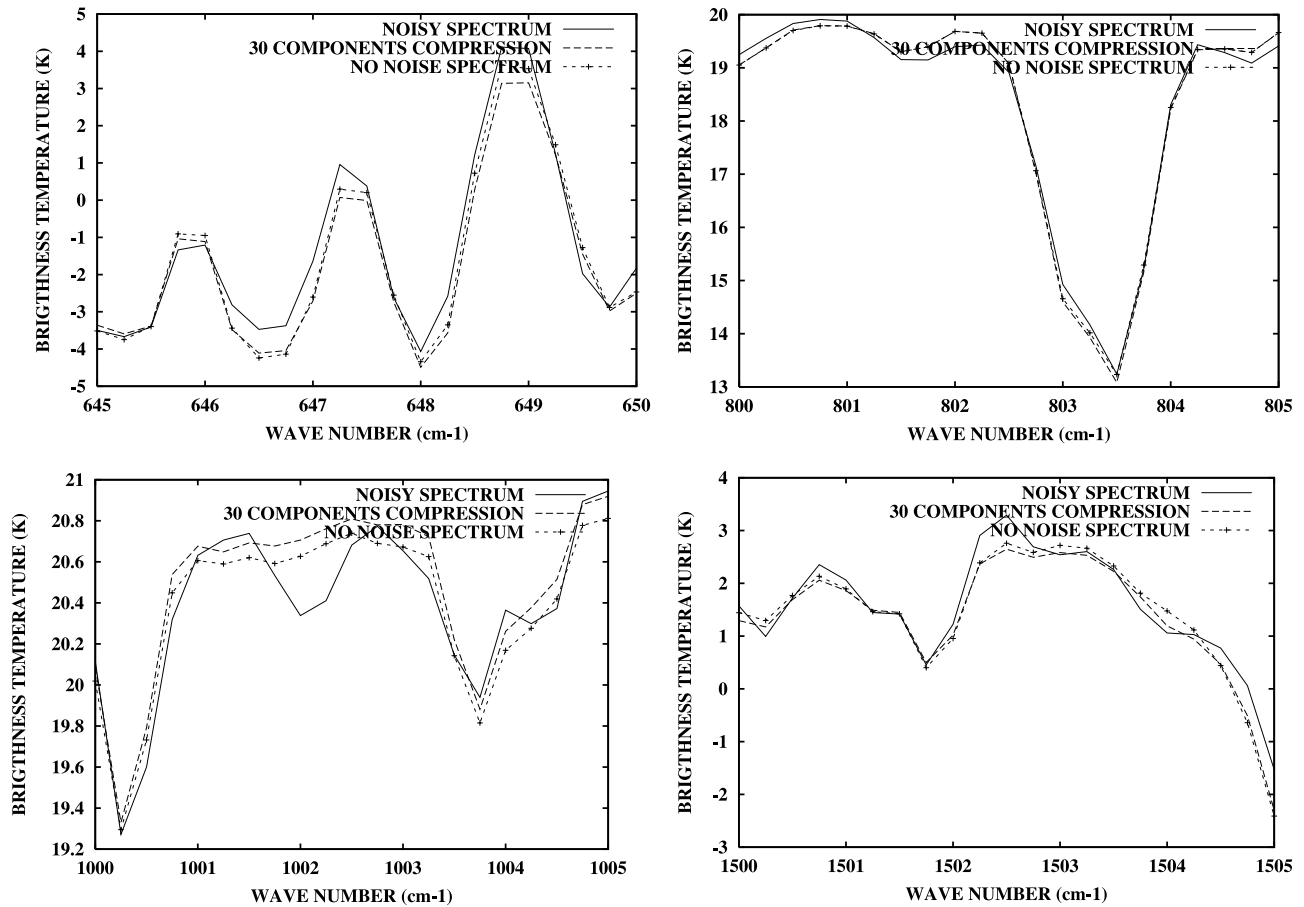 5
4
3
2
1
0
-1
-2
-3
-4
-5
BRIGTHNESS TEMPERATURE (K)
NOISY SPECTRUM
30 COMPONENTS COMPRESSION
NO NOISE SPECTRUM
645 646 647 648 649 650
WAVE NUMBER (cm-1)
20
19
18
17
16
15
14
13
BRIGTHNESS TEMPERATURE (K)
NOISY SPECTRUM
30 COMPONENTS COMPRESSION
NO NOISE SPECTRUM
800 801 802 803 804 805
WAVE NUMBER (cm-1)
21
20.8
20.6
20.4
20.2
20
19.8
19.6
19.4
19.2
BRIGTHNESS TEMPERATURE (K)
NOISY SPECTRUM
30 COMPONENTS COMPRESSION
NO NOISE SPECTRUM
1000 1001 1002 1003 1004 1005
WAVE NUMBER (cm-1)
4
3
2
1
0
-1
-2
-3
BRIGTHNESS TEMPERATURE (K)
NOISY SPECTRUM
30 COMPONENTS COMPRESSION
NO NOISE SPECTRUM
1500 1501 1502 1503 1504 1505
WAVE NUMBER (cm-1)